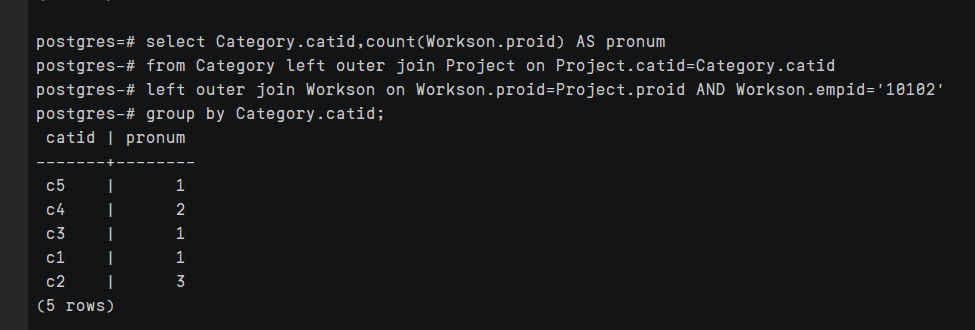 postgres=# select Category.catid,count(Workson.proid) AS pronum
postgres-# from Category left outer join Project on Project.catid=Category.catid
postgres-# left outer join Workson on Workson.proid=Project.proid AND Workson.empid='10102'
postgres-# group by Category.catid;
 catid | pronum
-------+--------
 c5    |      1
 c4    |      2
 c3    |      1
 c1    |      1
 c2    |      3
(5 rows)